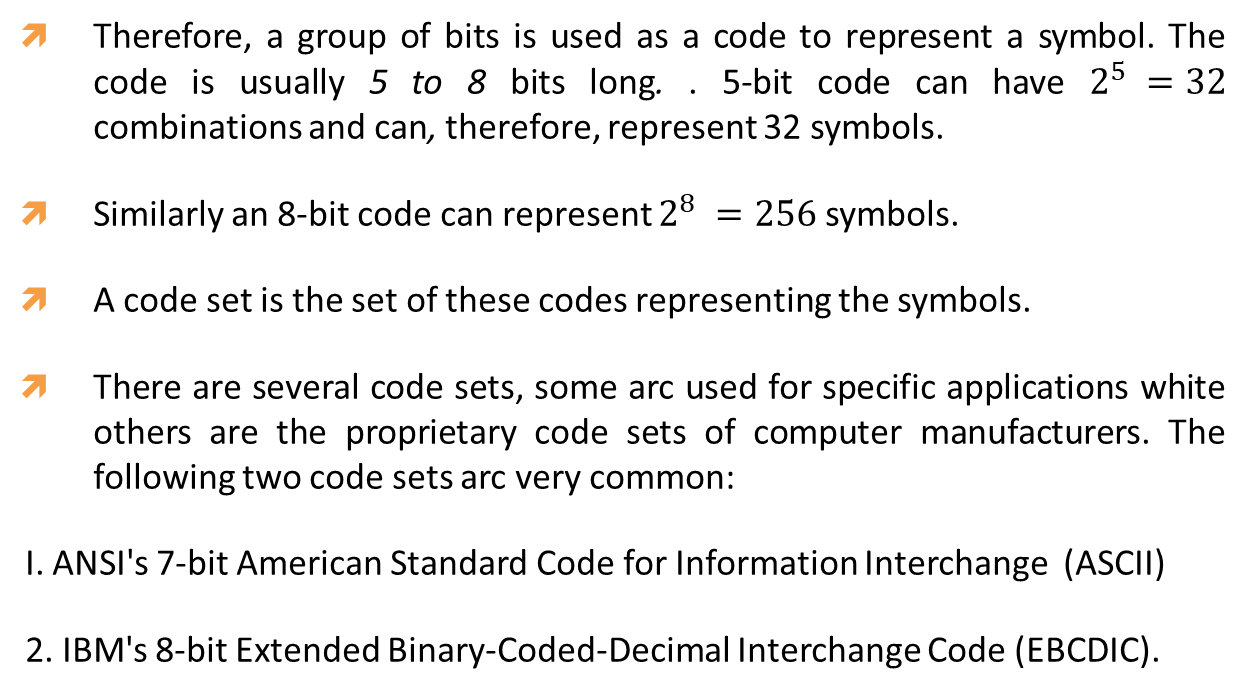 Therefore, a group of bits is used as a code to represent a symbol. The
code is usually 5 to 8 bits long. . 5-bit code can have 2⁵ = 32
combinations and can, therefore, represent 32 symbols.
Similarly an 8-bit code can represent 2⁸ = 256 symbols.
A code set is the set of these codes representing the symbols.
There are several code sets, some arc used for specific applications white
others are the proprietary code sets of computer manufacturers. The
following two code sets arc very common:
I. ANSI's 7-bit American Standard Code for Information Interchange (ASCII)
2. IBM's 8-bit Extended Binary-Coded-Decimal Interchange Code (EBCDIC).